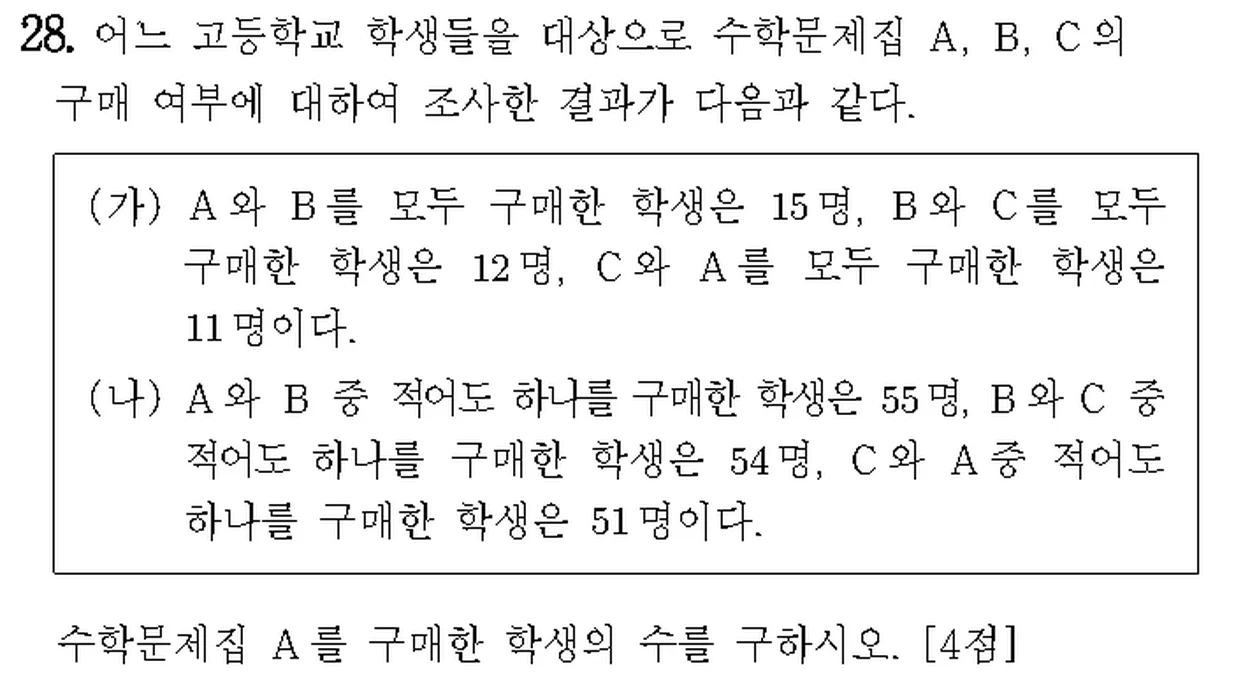 28. 어느 고등학교 학생들을 대상으로 수학문제집 A, B, C의
구매 여부에 대하여 조사한 결과가 다음과 같다.
(가) A와 B를 모두 구매한 학생은 15명, B와 C를 모두
구매한 학생은 12명, C와 A를 모두 구매한 학생은
11명이다.
(나) A와 B 중 적어도 하나를 구매한 학생은 55명, B와 C 중
적어도 하나를 구매한 학생은 54명, C와 A중 적어도
하나를 구매한 학생은 51명이다.
수학문제집 A를 구매한 학생의 수를 구하시오. [4점]